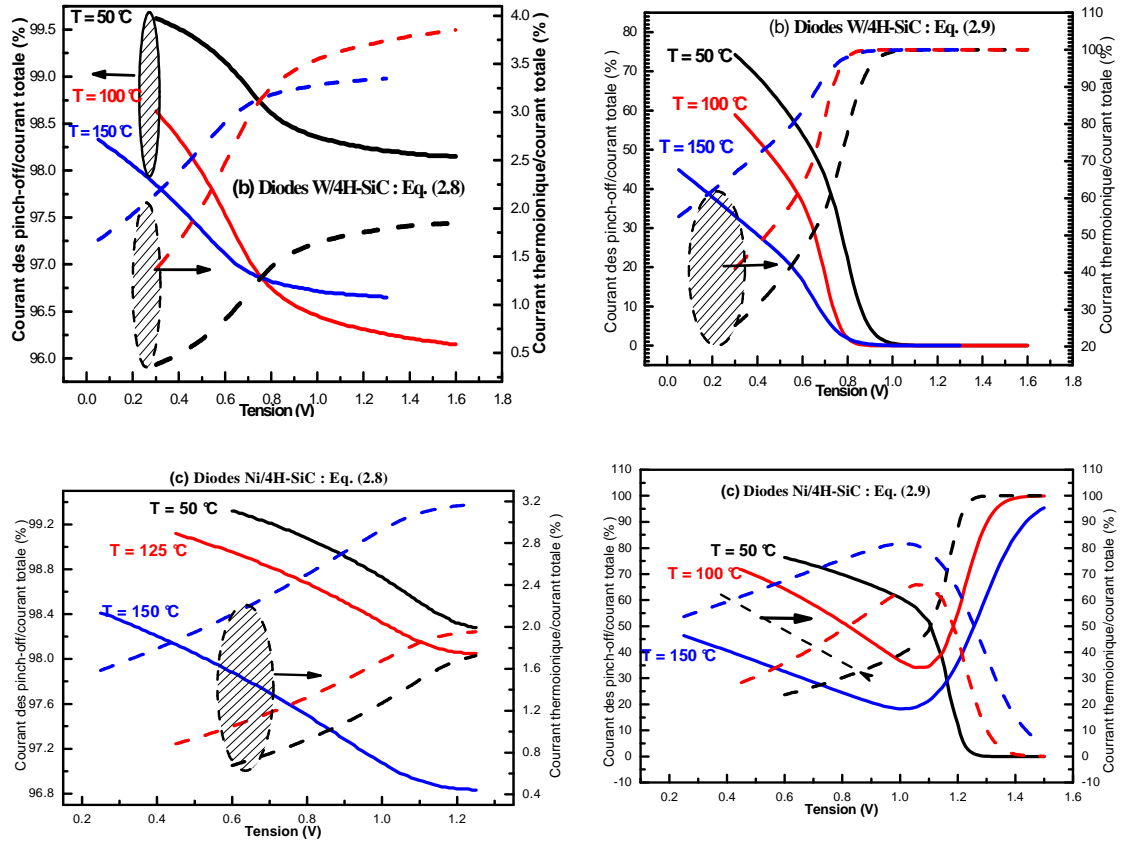 T = 50 °C
T = 100 °C
T = 150 °C
(b) Diodes W/4H-SiC : Eq. (2.8)
Courant des pinch-off/courant totale (%)
Courrant thermoionique/courant totale (%)
99.5
99.0
98.5
98.0
97.5
97.0
96.5
96.0
4.0
3.5
3.0
2.5
2.0
1.5
1.0
0.5
0.0 0.2 0.4 0.6 0.8 1.0 1.2 1.4 1.6 1.8
Tension (V)
(b) Diodes W/4H-SiC : Eq. (2.9)
T = 50 °C
T = 100 °C
T = 150 °C
Courant des pinch-off/courant totale (%)
Courrant thermoionique/courant totale (%)
80
70
60
50
40
30
20
10
0
110
100
90
80
70
60
50
40
30
20
0.0 0.2 0.4 0.6 0.8 1.0 1.2 1.4 1.6 1.8
Tension (V)
(c) Diodes Ni/4H-SiC : Eq. (2.8)
T = 50 °C
T = 125 °C
T = 150 °C
Courant des pinch-off/courant totale (%)
Courrant thermoionique/courant totale (% )
99.2
98.8
98.4
98.0
97.6
97.2
96.8
3.2
2.8
2.4
2.0
1.6
1.2
0.8
0.4
0.2 0.4 0.6 0.8 1.0 1.2
Tension (V)
(c) Diodes Ni/4H-SiC : Eq. (2.9)
T = 50 °C
T = 100 °C
T = 150 °C
Courant des pinch-off/courant totale (%)
Courrant thermoionique/courant totale (% )
110
100
90
80
70
60
50
40
30
20
10
0
-10
110
100
90
80
70
60
50
40
30
20
10
0
-10
0.2 0.4 0.6 0.8 1.0 1.2 1.4 1.6
Tension (V)